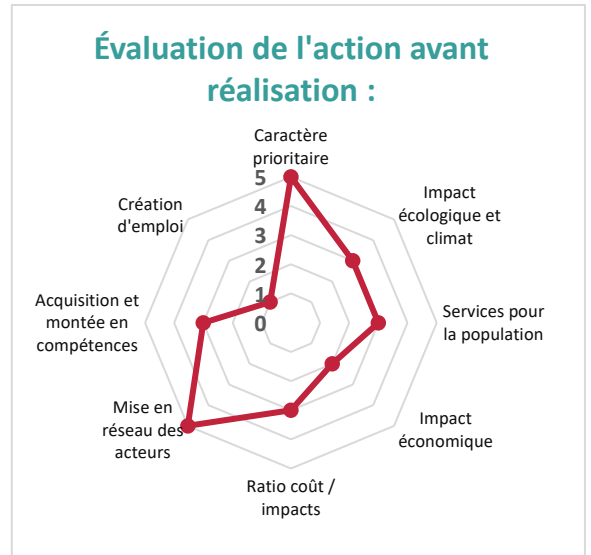 Évaluation de l'action avant
réalisation :
Caractère
prioritaire
Impact
écologique et
climat
Services pour
la population
Impact
économique
Ratio coût /
impacts
Mise en
réseau des
acteurs
Acquisition et
montée en
compétences
Création
d'emploi
5
4
3
2
1
0